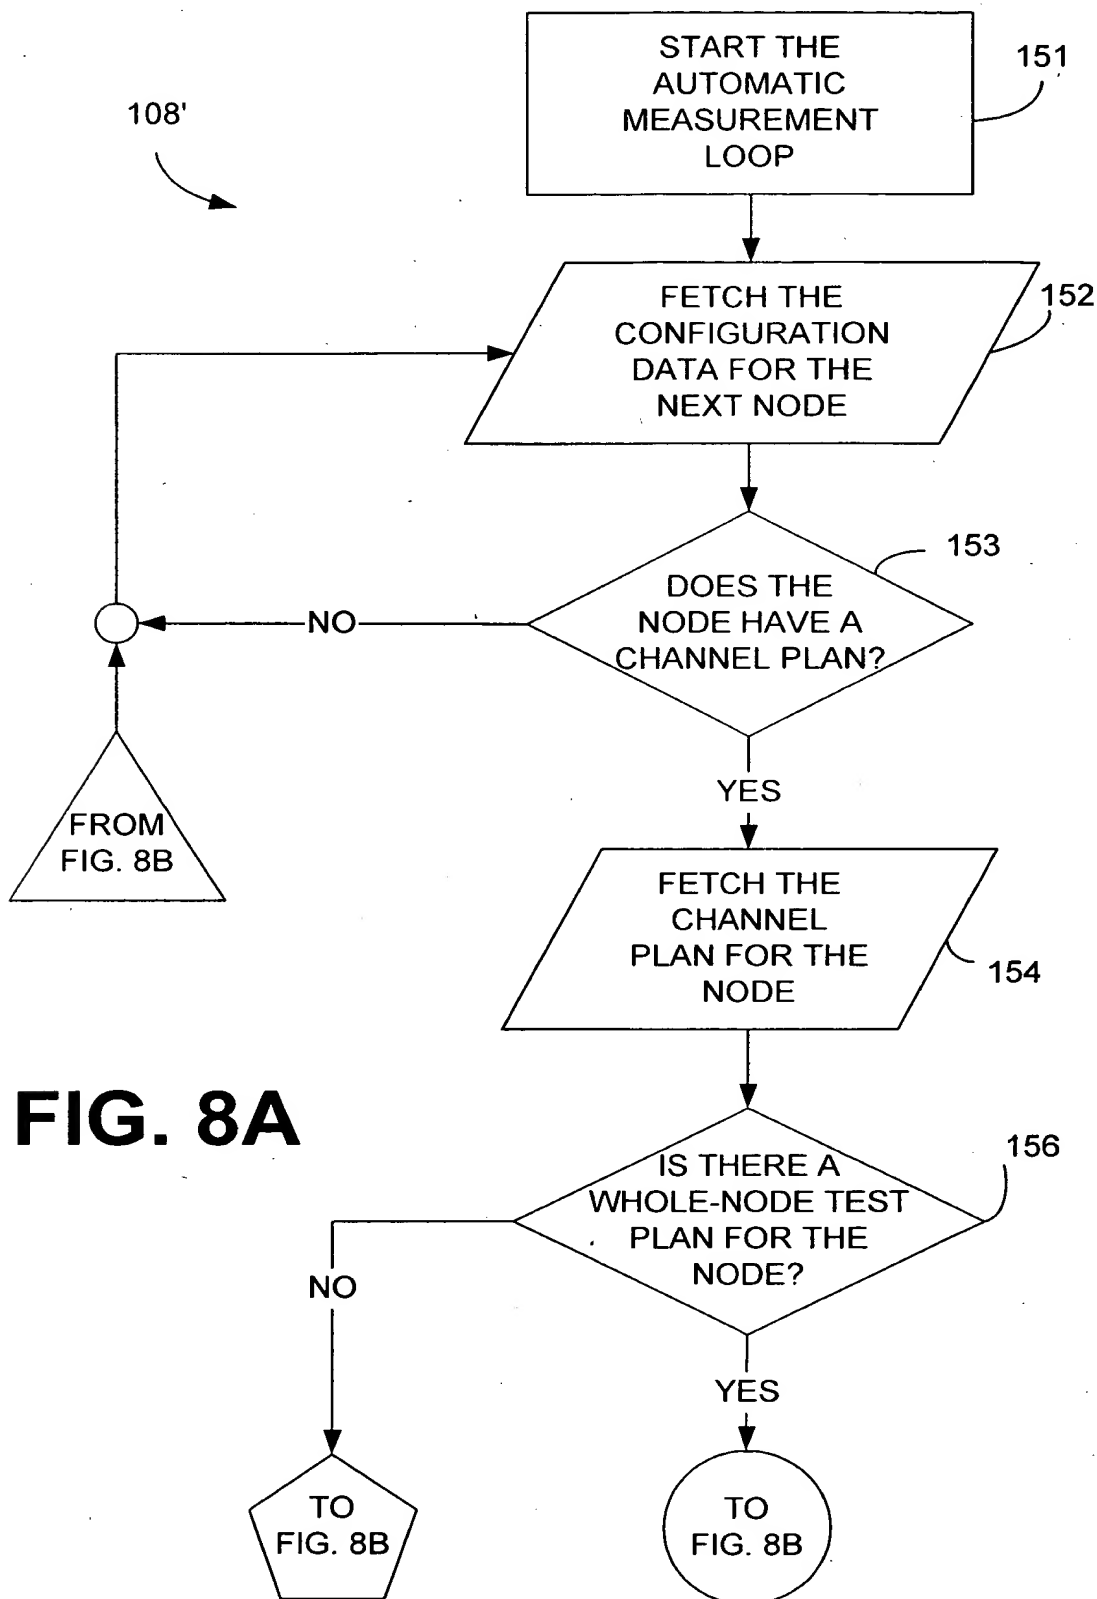 START THE
AUTOMATIC
MEASUREMENT
LOOP
151
108'
FETCH THE
CONFIGURATION
DATA FOR THE
NEXT NODE
152
DOES THE
NODE HAVE A
CHANNEL PLAN?
153
NO
YES
FROM
FIG. 8B
FETCH THE
CHANNEL
PLAN FOR THE
NODE
154
FIG. 8A
IS THERE A
WHOLE-NODE TEST
PLAN FOR THE
NODE?
156
NO
YES
TO
FIG. 8B
TO
FIG. 8B